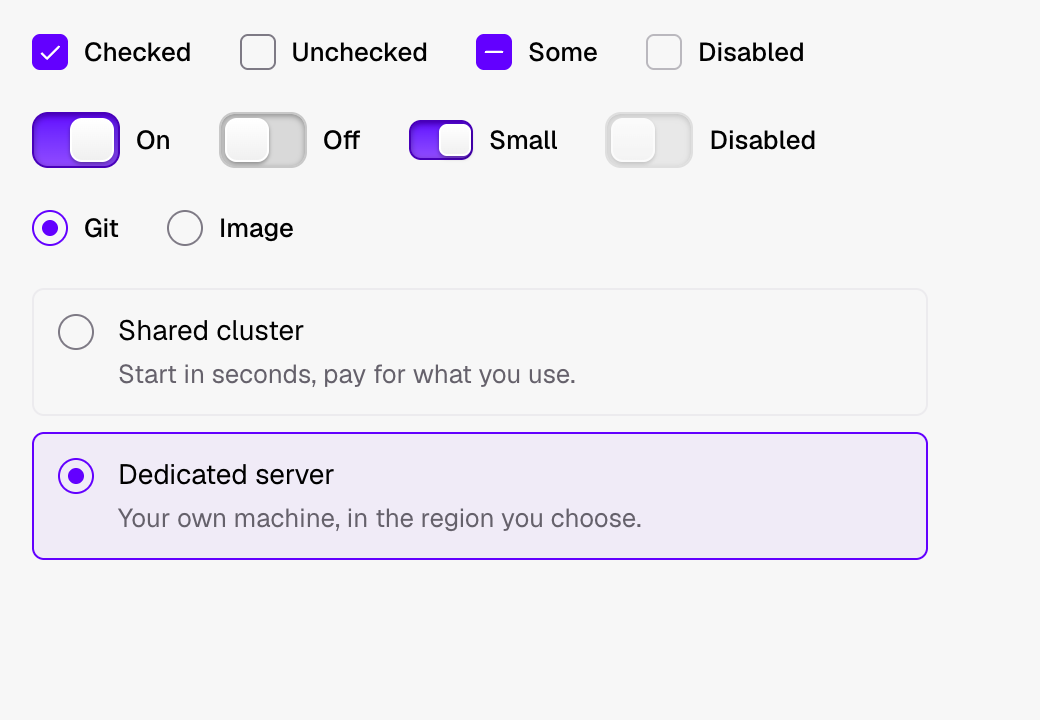 Checked Unchecked Some Disabled
On Off Small Disabled
Git Image
Shared cluster
Start in seconds, pay for what you use.
Dedicated server
Your own machine, in the region you choose.